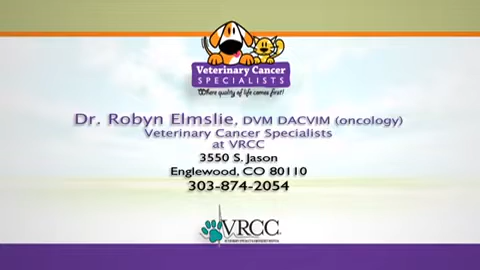 Veterinary Cancer
SPECIALISTS
Where quality of life comes first!
Dr. Robyn Elmslie, DVM DACVIM (oncology)
Veterinary Cancer Specialists
at VRCC
3550 S. Jason
Englewood, CO 80110
303-874-2054
VRCC